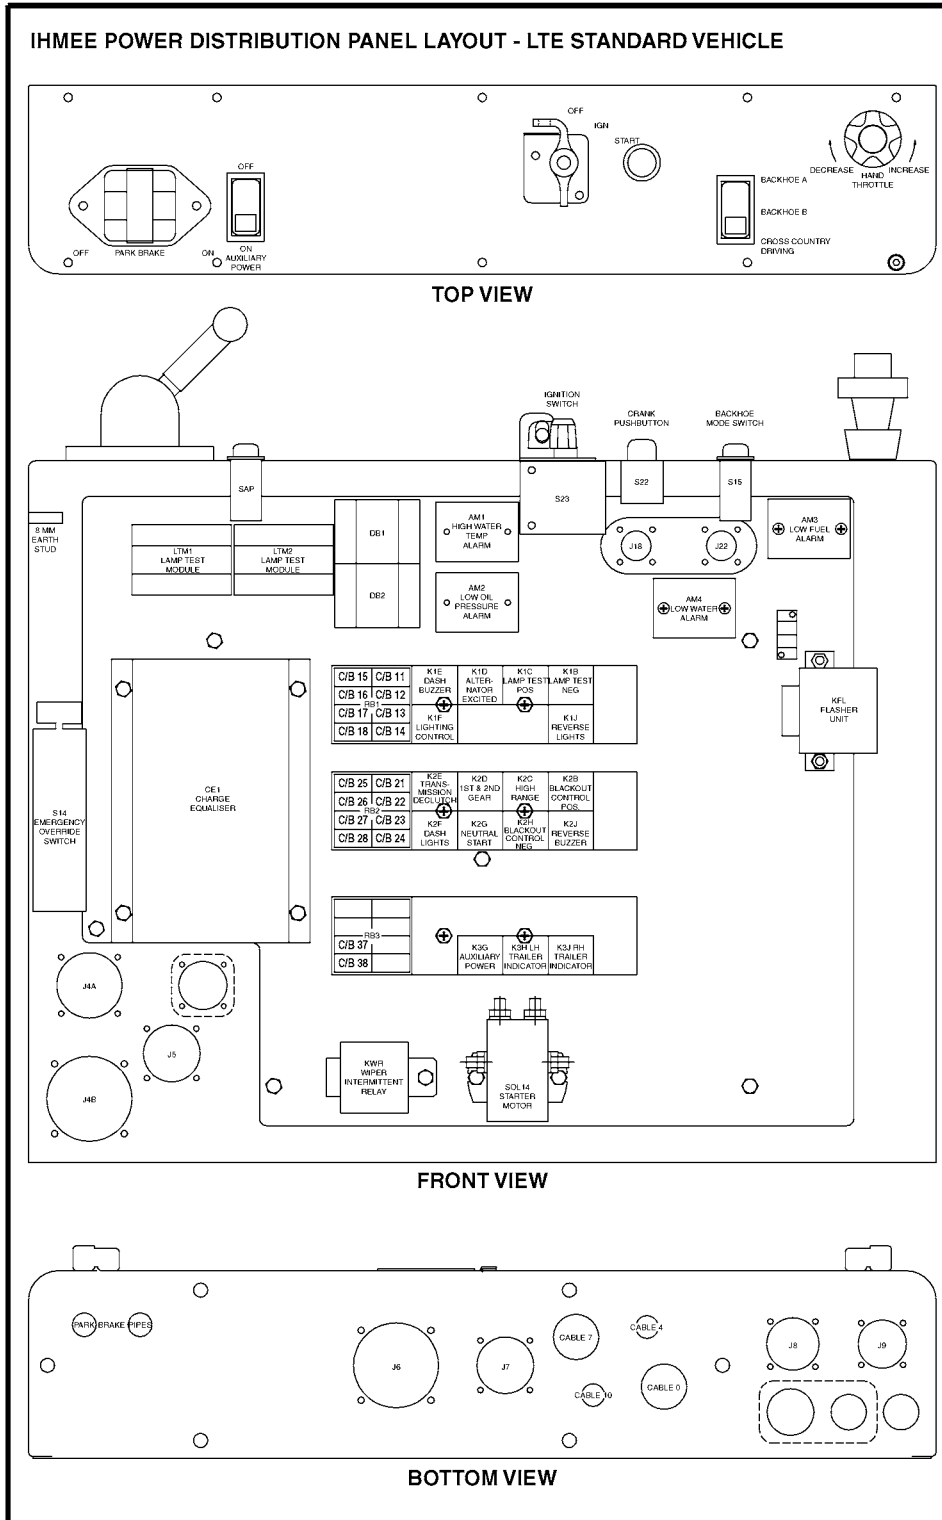 IHMEE POWER DISTRIBUTION PANEL LAYOUT - LTE STANDARD VEHICLE
OFF
IGN
START
OFF
BACKHOE A
BACKHOE B
CROSS COUNTRY
DRIVING
DECREASE
HAND
THROTTLE
INCREASE
OFF
PARK BRAKE
ON
ON
AUXILIARY
POWER
TOP VIEW
IGNITION
SWITCH
CRANK
PUSHBUTTON
BACKHOE
MODE SWITCH
SAP
S23
S22
S15
8 MM
EARTH
STUD
LTM1
LAMP TEST
MODULE
LTM2
LAMP TEST
MODULE
DB1
DB2
AM1
HIGH WATER
TEMP
ALARM
AM2
LOW OIL
PRESSURE
ALARM
J18
J22
AM3
LOW FUEL
ALARM
AM4
LOW WATER
ALARM
C/B 15 C/B 11
C/B 16 C/B 12
RB1
C/B 17 C/B 13
C/B 18 C/B 14
K1E
DASH
BUZZER
K1D
ALTER-
NATOR
EXCITED
K1C
LAMP TEST
POS
K1B
LAMP TEST
NEG
K1F
LIGHTING
CONTROL
K1J
REVERSE
LIGHTS
KFL
FLASHER
UNIT
CE1
CHARGE
EQUALISER
S14
EMERGENCY
OVERRIDE
SWITCH
C/B 25 C/B 21
C/B 26 C/B 22
RB2
C/B 27 C/B 23
C/B 28 C/B 24
K2E
TRANS-
MISSION
DECLUTCH
K2D
1ST & 2ND
GEAR
K2C
HIGH
RANGE
K2B
BLACKOUT
CONTROL
POS.
K2F
DASH
LIGHTS
K2G
NEUTRAL
START
K2H
BLACKOUT
CONTROL
NEG
K2J
REVERSE
BUZZER
RB3
C/B 37
C/B 38
K3G
AUXILIARY
POWER
K3H LH
TRAILER
INDICATOR
K3J RH
TRAILER
INDICATOR
J4A
J5
J4B
KWR
WIPER
INTERMITTENT
RELAY
SOL14
STARTER
MOTOR
FRONT VIEW
PARK BRAKE PIPES
J6
J7
CABLE 7
CABLE 4
CABLE 10
CABLE 0
J8
J9
BOTTOM VIEW